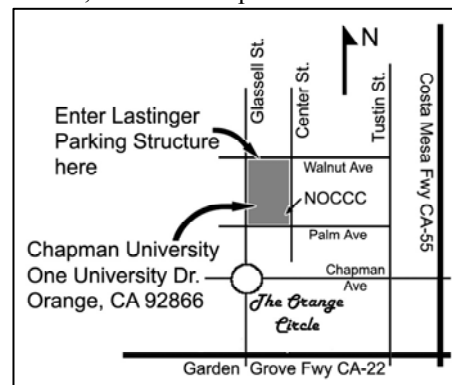 Glassell St.
Center St.
N
Tustin St.
Costa Mesa Fwy CA-55
Enter Lastinger
Parking Structure
here
Walnut Ave
NOCCC
Palm Ave
Chapman University
One University Dr.
Orange, CA 92866
Chapman
Ave
The Orange
Circle
Garden Grove Fwy CA-22